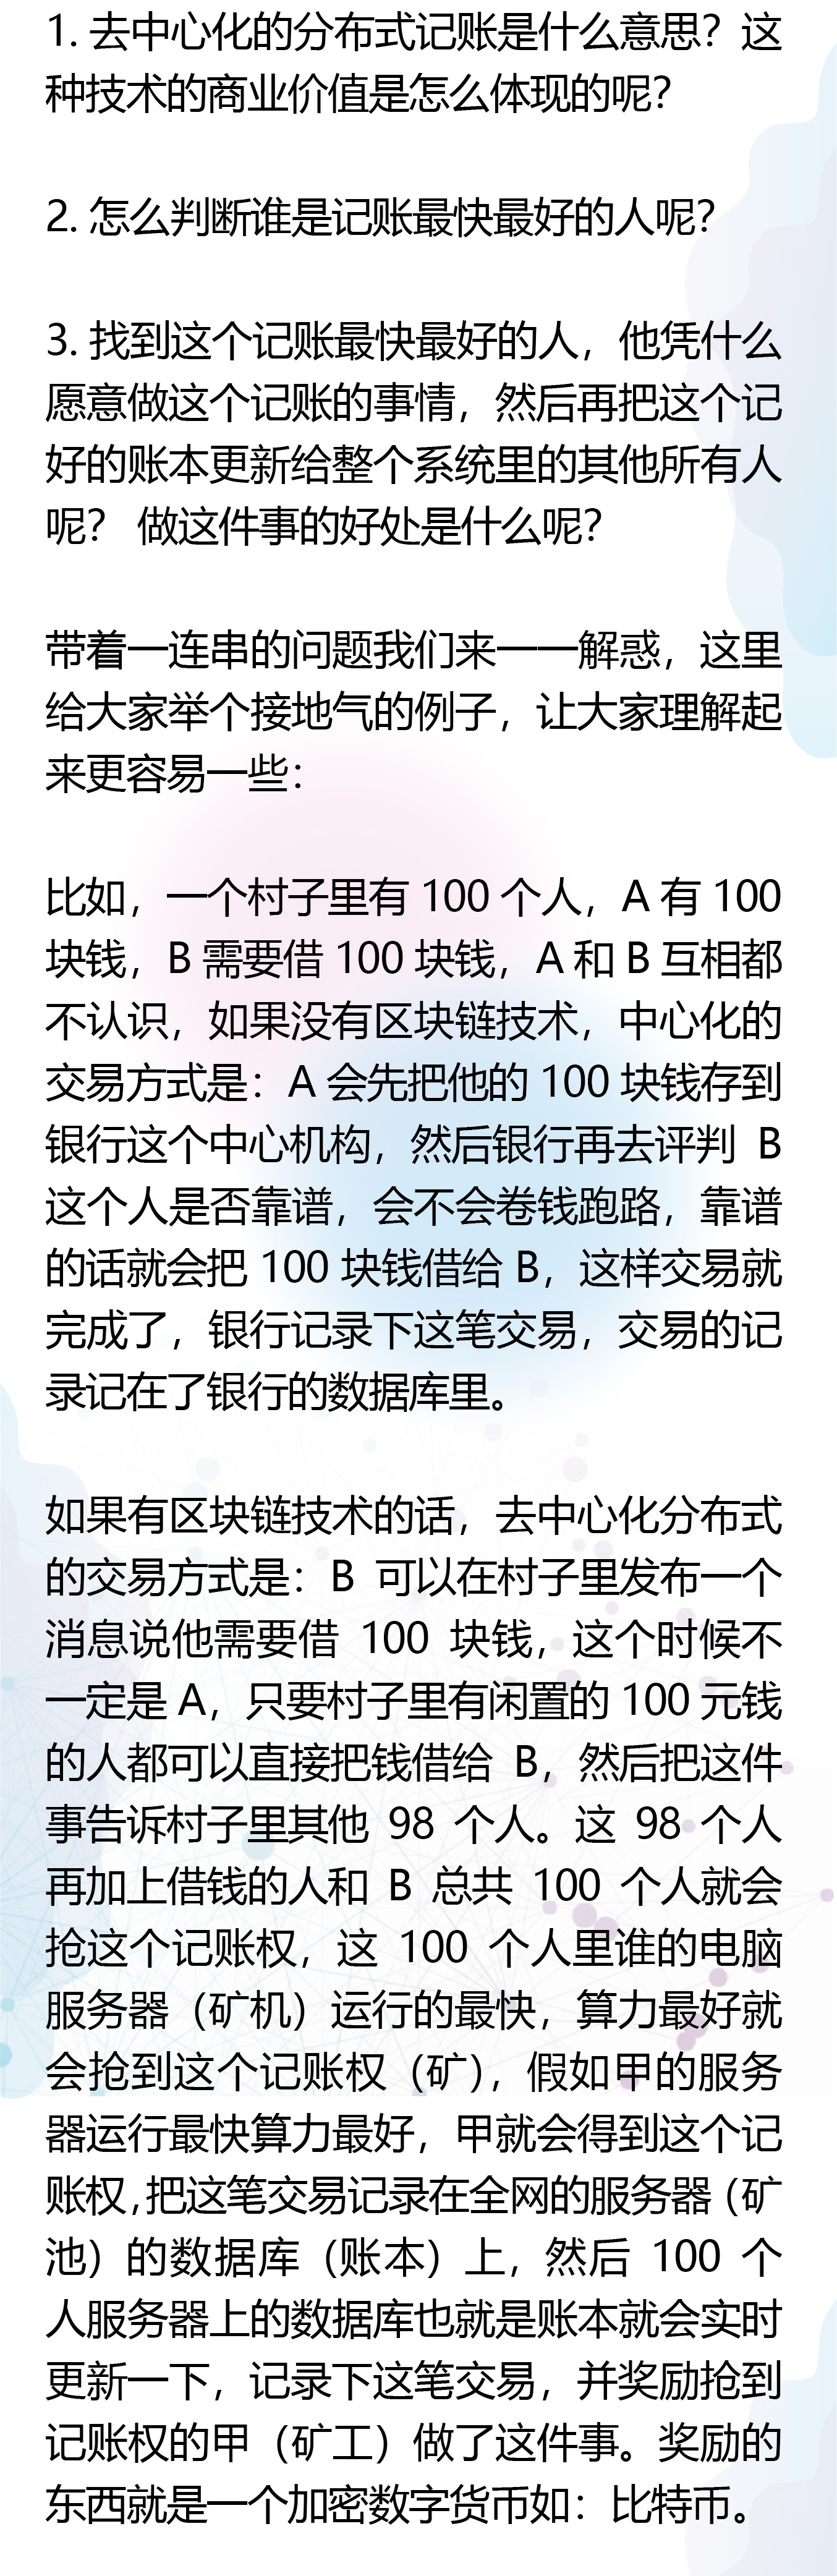 1. 去中心化的分布式记账是什么意思？这
种技术的商业价值是怎么体现的呢？
2. 怎么判断谁是记账最快最好的人呢？
3. 找到这个记账最快最好的人，他凭什么
愿意做这个记账的事情，然后再把这个记
好的账本更新给整个系统里的其他所有人
呢？ 做这件事的好处是什么呢？
带着一连串的问题我们来一一解惑，这里
给大家举个接地气的例子，让大家理解起
来更容易一些：
比如，一个村子里有 100 个人，A 有 100
块钱，B 需要借 100 块钱，A 和 B 互相都
不认识，如果没有区块链技术，中心化的
交易方式是：A 会先把他的 100 块钱存到
银行这个中心机构，然后银行再去评判 B
这个人是否靠谱，会不会卷钱跑路，靠谱
的话就会把 100 块钱借给 B，这样交易就
完成了，银行记录下这笔交易，交易的记
录记在了银行的数据库里。
如果有区块链技术的话，去中心化分布式
的交易方式是：B 可以在村子里发布一个
消息说他需要借 100 块钱，这个时候不
一定是 A，只要村子里有闲置的 100 元钱
的人都可以直接把钱借给 B，然后把这件
事告诉村子里其他 98 个人。这 98 个人
再加上借钱的人和 B 总共 100 个人就会
抢这个记账权，这 100 个人里谁的电脑
服务器（矿机）运行的最快，算力最好就
会抢到这个记账权（矿），假如甲的服务
器运行最快算力最好，甲就会得到这个记
账权，把这笔交易记录在全网的服务器（矿
池）的数据库（账本）上，然后 100 个
人服务器上的数据库也就是账本就会实时
更新一下，记录下这笔交易，并奖励抢到
记账权的甲（矿工）做了这件事。奖励的
东西就是一个加密数字货币如：比特币。